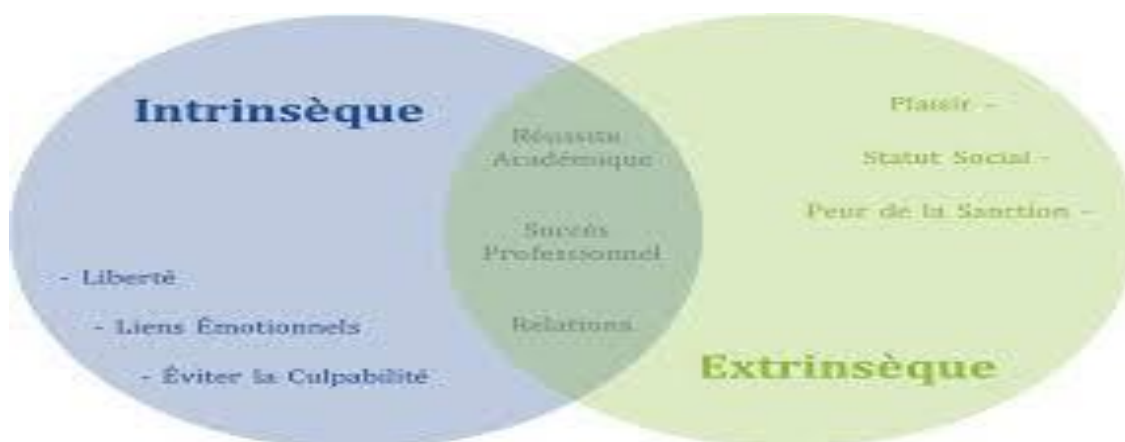 Intrinsèque
- Liberté
- Liens Émotionnels
- Éviter la Culpabilité
Réussite
Académique
Succès
Professionnel
Relations
Plaisir -
Statut Social -
Peur de la Sanction -
Extrinsèque